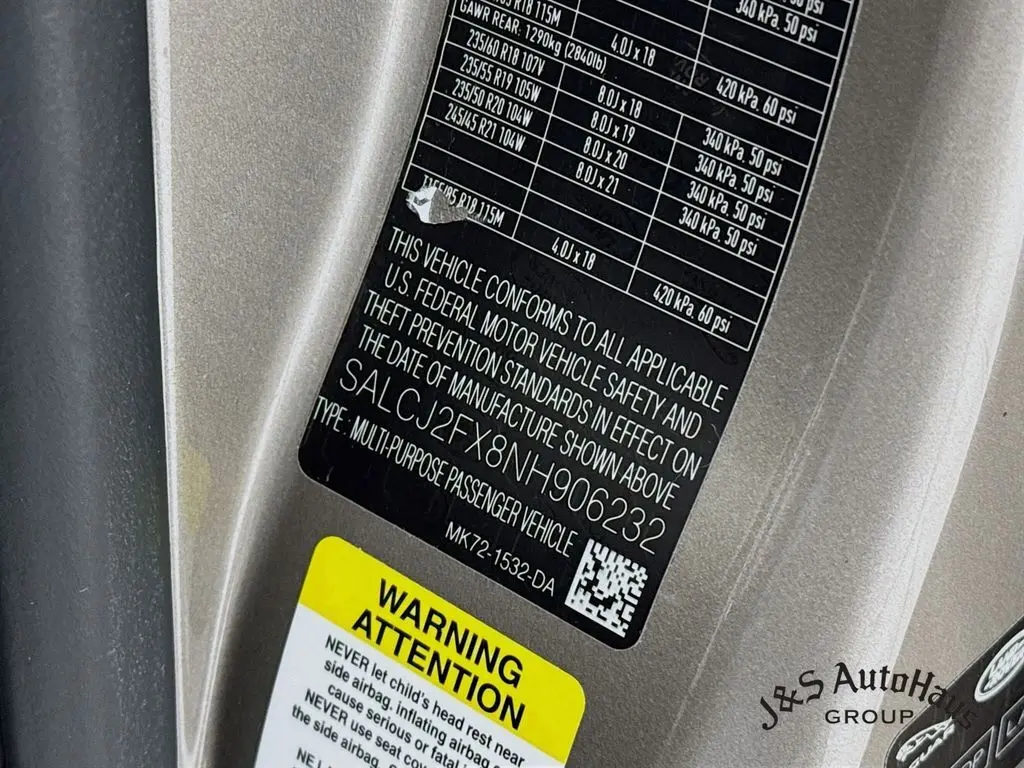 340 kPa. 50 psi
R18 115M
GAWR REAR: 1290kg (2840lb)
4.0J x 18
420 kPa. 60 psi
235/60 R18 107V 8.0J x 18 340 kPa. 50 psi
235/55 R19 105W 8.0J x 19 340 kPa. 50 psi
235/50 R20 104W 8.0J x 20 340 kPa. 50 psi
245/45 R21 104W 8.0J x 21 340 kPa. 50 psi
R18 115M 4.0J x 18 420 kPa. 60 psi
THIS VEHICLE CONFORMS TO ALL APPLICABLE
U.S. FEDERAL MOTOR VEHICLE SAFETY AND
THEFT PREVENTION STANDARDS IN EFFECT ON
THE DATE OF MANUFACTURE SHOWN ABOVE
SALCJ2FX8NH906232
TYPE: MULTI-PURPOSE PASSENGER VEHICLE
MK72-1532-DA
WARNING
ATTENTION
NEVER let child's head rest near
side airbag. inflating airbag
cause serious or fatal
NEVER use seat
the side airbag.
J&S AutoHaus
GROUP